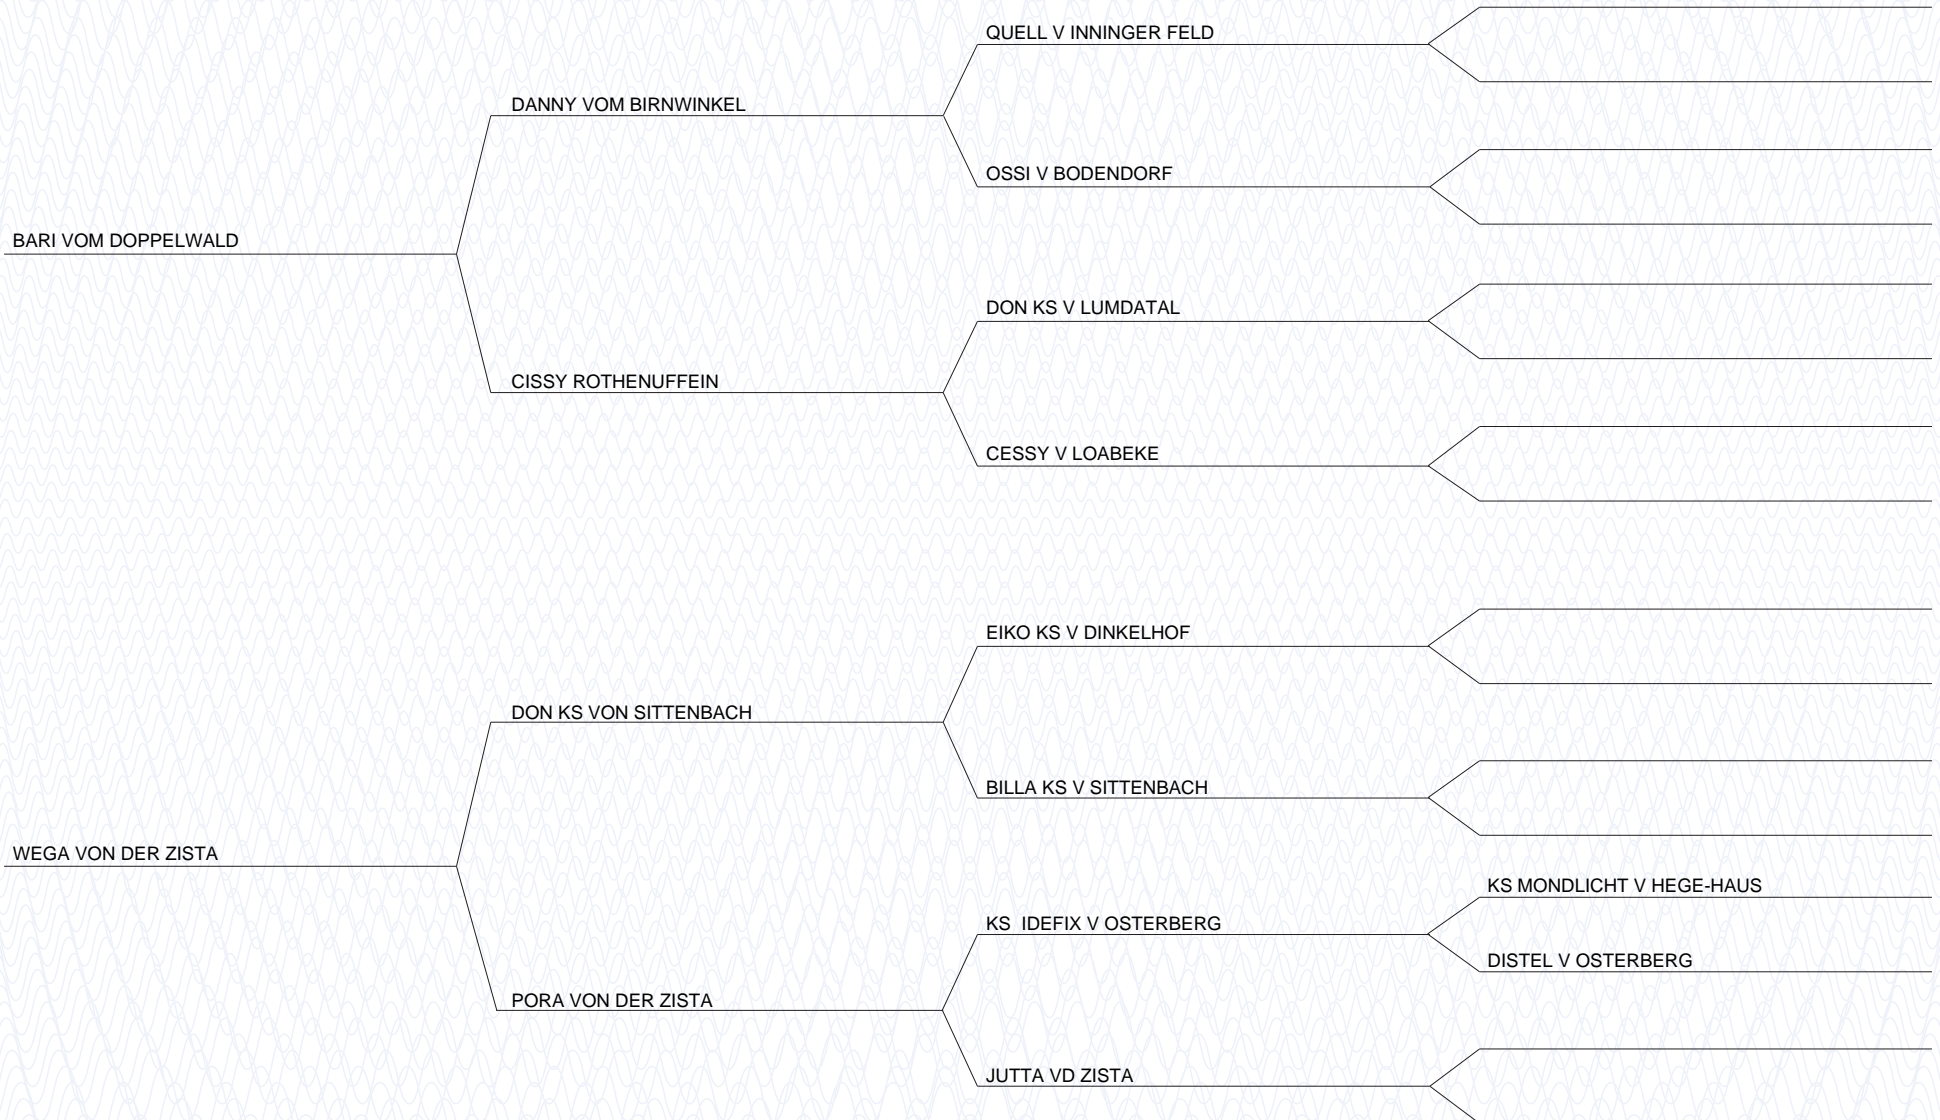 QUELL V INNINGER FELD
DANNY VOM BIRNWINKEL
OSSI V BODENDORF
BARI VOM DOPPELWALD
DON KS V LUMDATAL
CISSY ROTHENUFFEIN
CESSY V LOABEKE
EIKO KS V DINKELHOF
DON KS VON SITTENBACH
BILLA KS V SITTENBACH
WEGA VON DER ZISTA
KS MONDLICHT V HEGE-HAUS
KS  IDEFIX V OSTERBERG
DISTEL V OSTERBERG
PORA VON DER ZISTA
JUTTA VD ZISTA